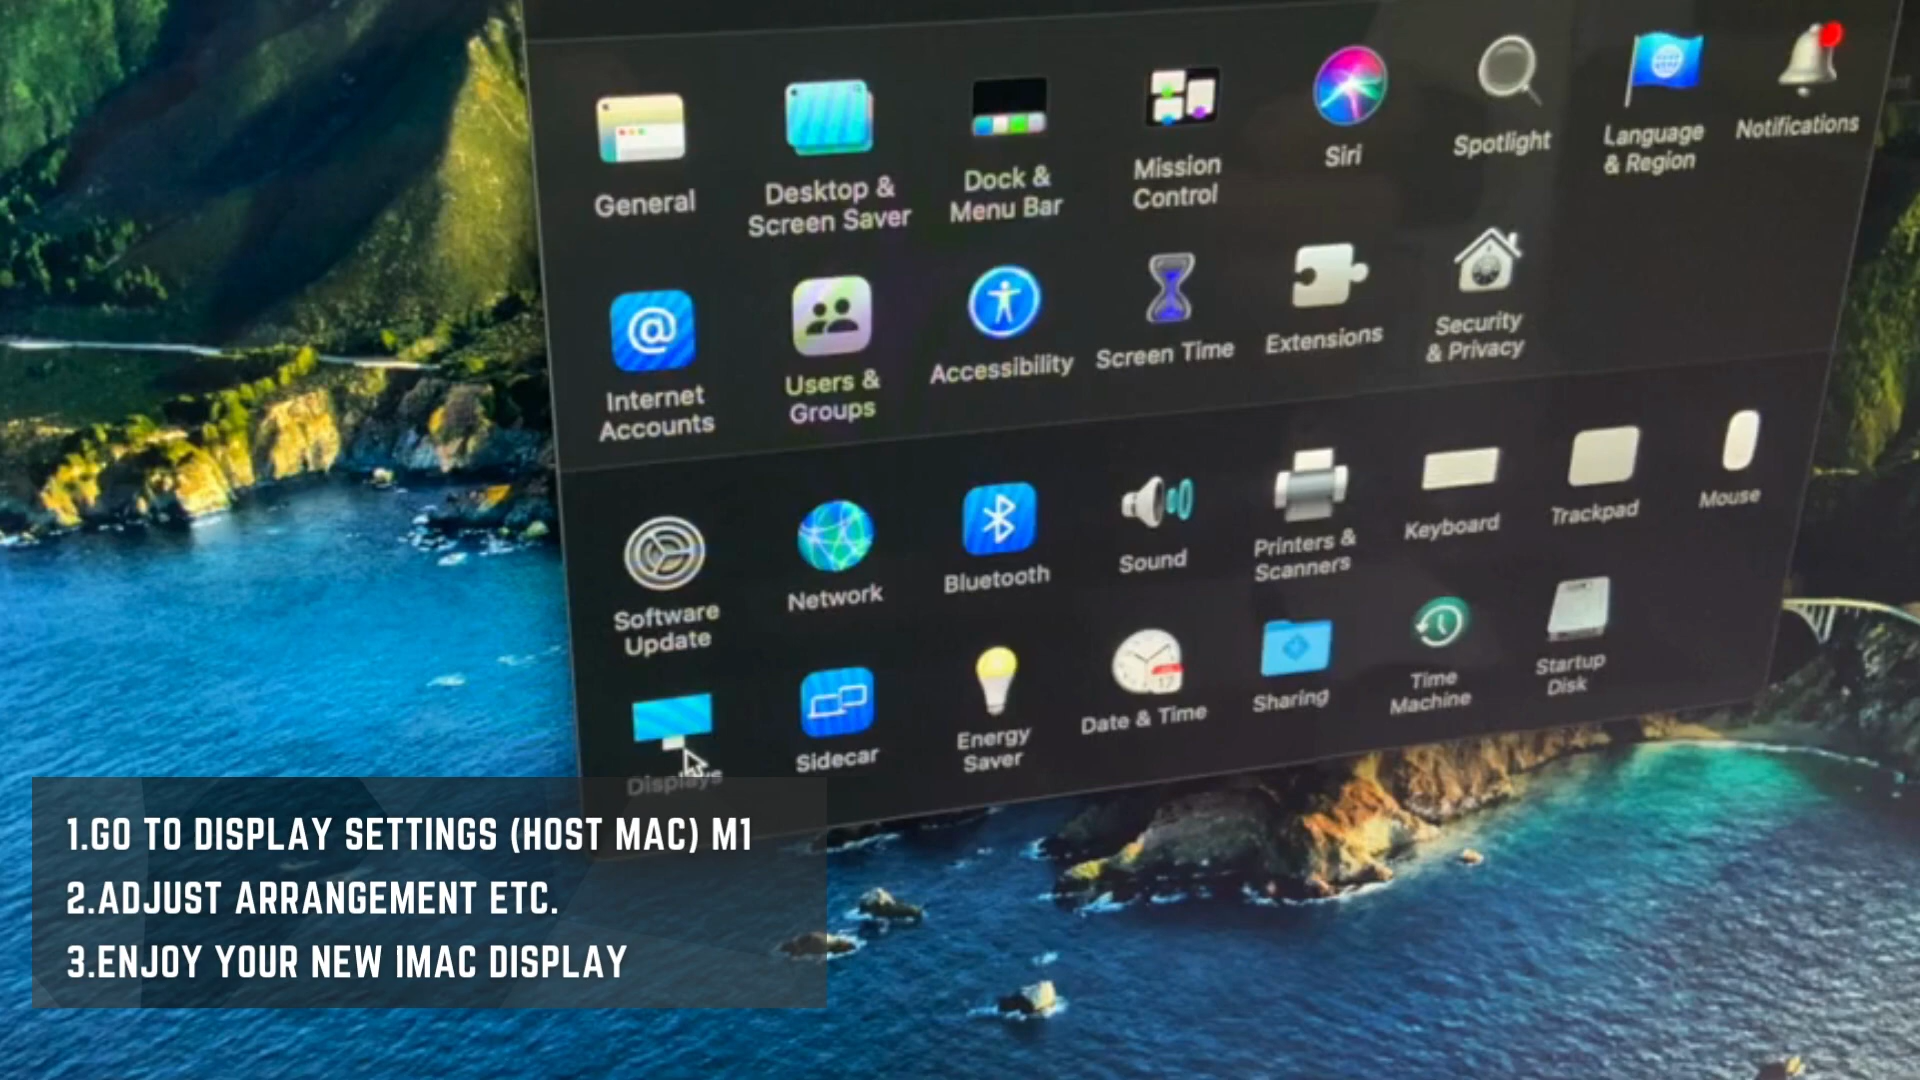 General
Desktop &
Screen Saver
Dock &
Menu Bar
Mission
Control
Siri
Spotlight
Language
& Region
Notifications
Internet
Accounts
Users &
Groups
Accessibility
Screen Time
Extensions
Security
& Privacy
Software
Update
Network
Bluetooth
Sound
Printers &
Scanners
Keyboard
Trackpad
Mouse
Displays
Sidecar
Energy
Saver
17
Date & Time
Sharing
Time
Machine
Startup
Disk
1.GO TO DISPLAY SETTINGS (HOST MAC) M1
2.ADJUST ARRANGEMENT ETC.
3.ENJOY YOUR NEW IMAC DISPLAY